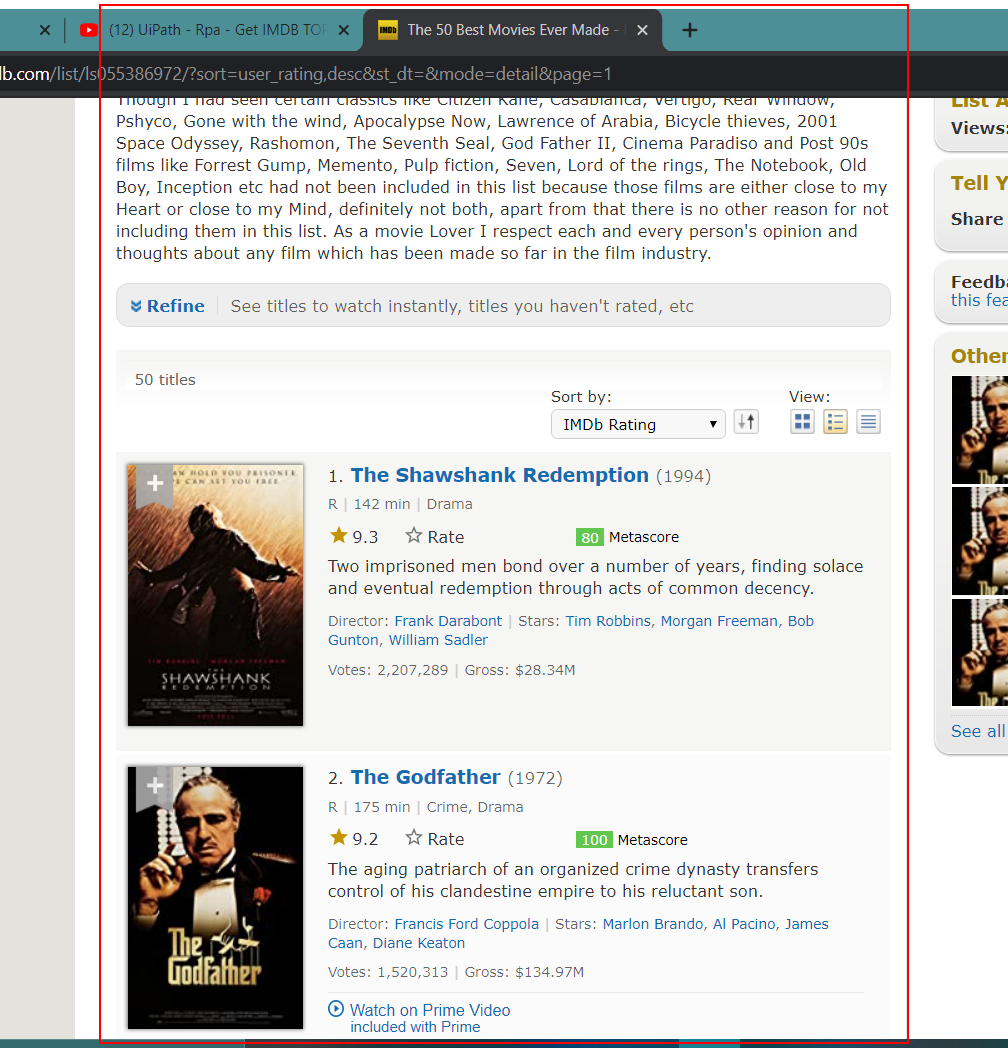 (12) UiPath - Rpa - Get IMDB TOP
IMDb The 50 Best Movies Ever Made -
lb.com/list/ls055386972/?sort=user_rating,desc&st_dt=&mode=detail&page=1
Though I had seen certain classics like Citizen Kane, Casablanca, Vertigo, Rear Window,
Pshyco, Gone with the wind, Apocalypse Now, Lawrence of Arabia, Bicycle thieves, 2001
Space Odyssey, Rashomon, The Seventh Seal, God Father II, Cinema Paradiso and Post 90s
films like Forrest Gump, Memento, Pulp fiction, Seven, Lord of the rings, The Notebook, Old
Boy, Inception etc had not been included in this list because those films are either close to my
Heart or close to my Mind, definitely not both, apart from that there is no other reason for not
including them in this list. As a movie Lover I respect each and every person's opinion and
thoughts about any film which has been made so far in the film industry.
Refine See titles to watch instantly, titles you haven't rated, etc
50 titles
Sort by: View:
IMDb Rating
1. The Shawshank Redemption (1994)
R | 142 min | Drama
9.3 Rate 80 Metascore
Two imprisoned men bond over a number of years, finding solace
and eventual redemption through acts of common decency.
Director: Frank Darabont | Stars: Tim Robbins, Morgan Freeman, Bob
Gunton, William Sadler
Votes: 2,207,289 | Gross: $28.34M
TIM ROBBINS MORGAN FREEMAN
THE
SHAWSHANK
REDEMPTION
2. The Godfather (1972)
R | 175 min | Crime, Drama
9.2 Rate 100 Metascore
The aging patriarch of an organized crime dynasty transfers
control of his clandestine empire to his reluctant son.
Director: Francis Ford Coppola | Stars: Marlon Brando, Al Pacino, James
Caan, Diane Keaton
Votes: 1,520,313 | Gross: $134.97M
Watch on Prime Video
included with Prime
The
Godfather
List A
Views:
Tell Y
Share
Feedba
this fea
Other
See all